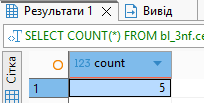 Результати 1
Вивід
SELECT COUNT(*) FROM bl_3nf.ce
Сітка
123 count
1
5